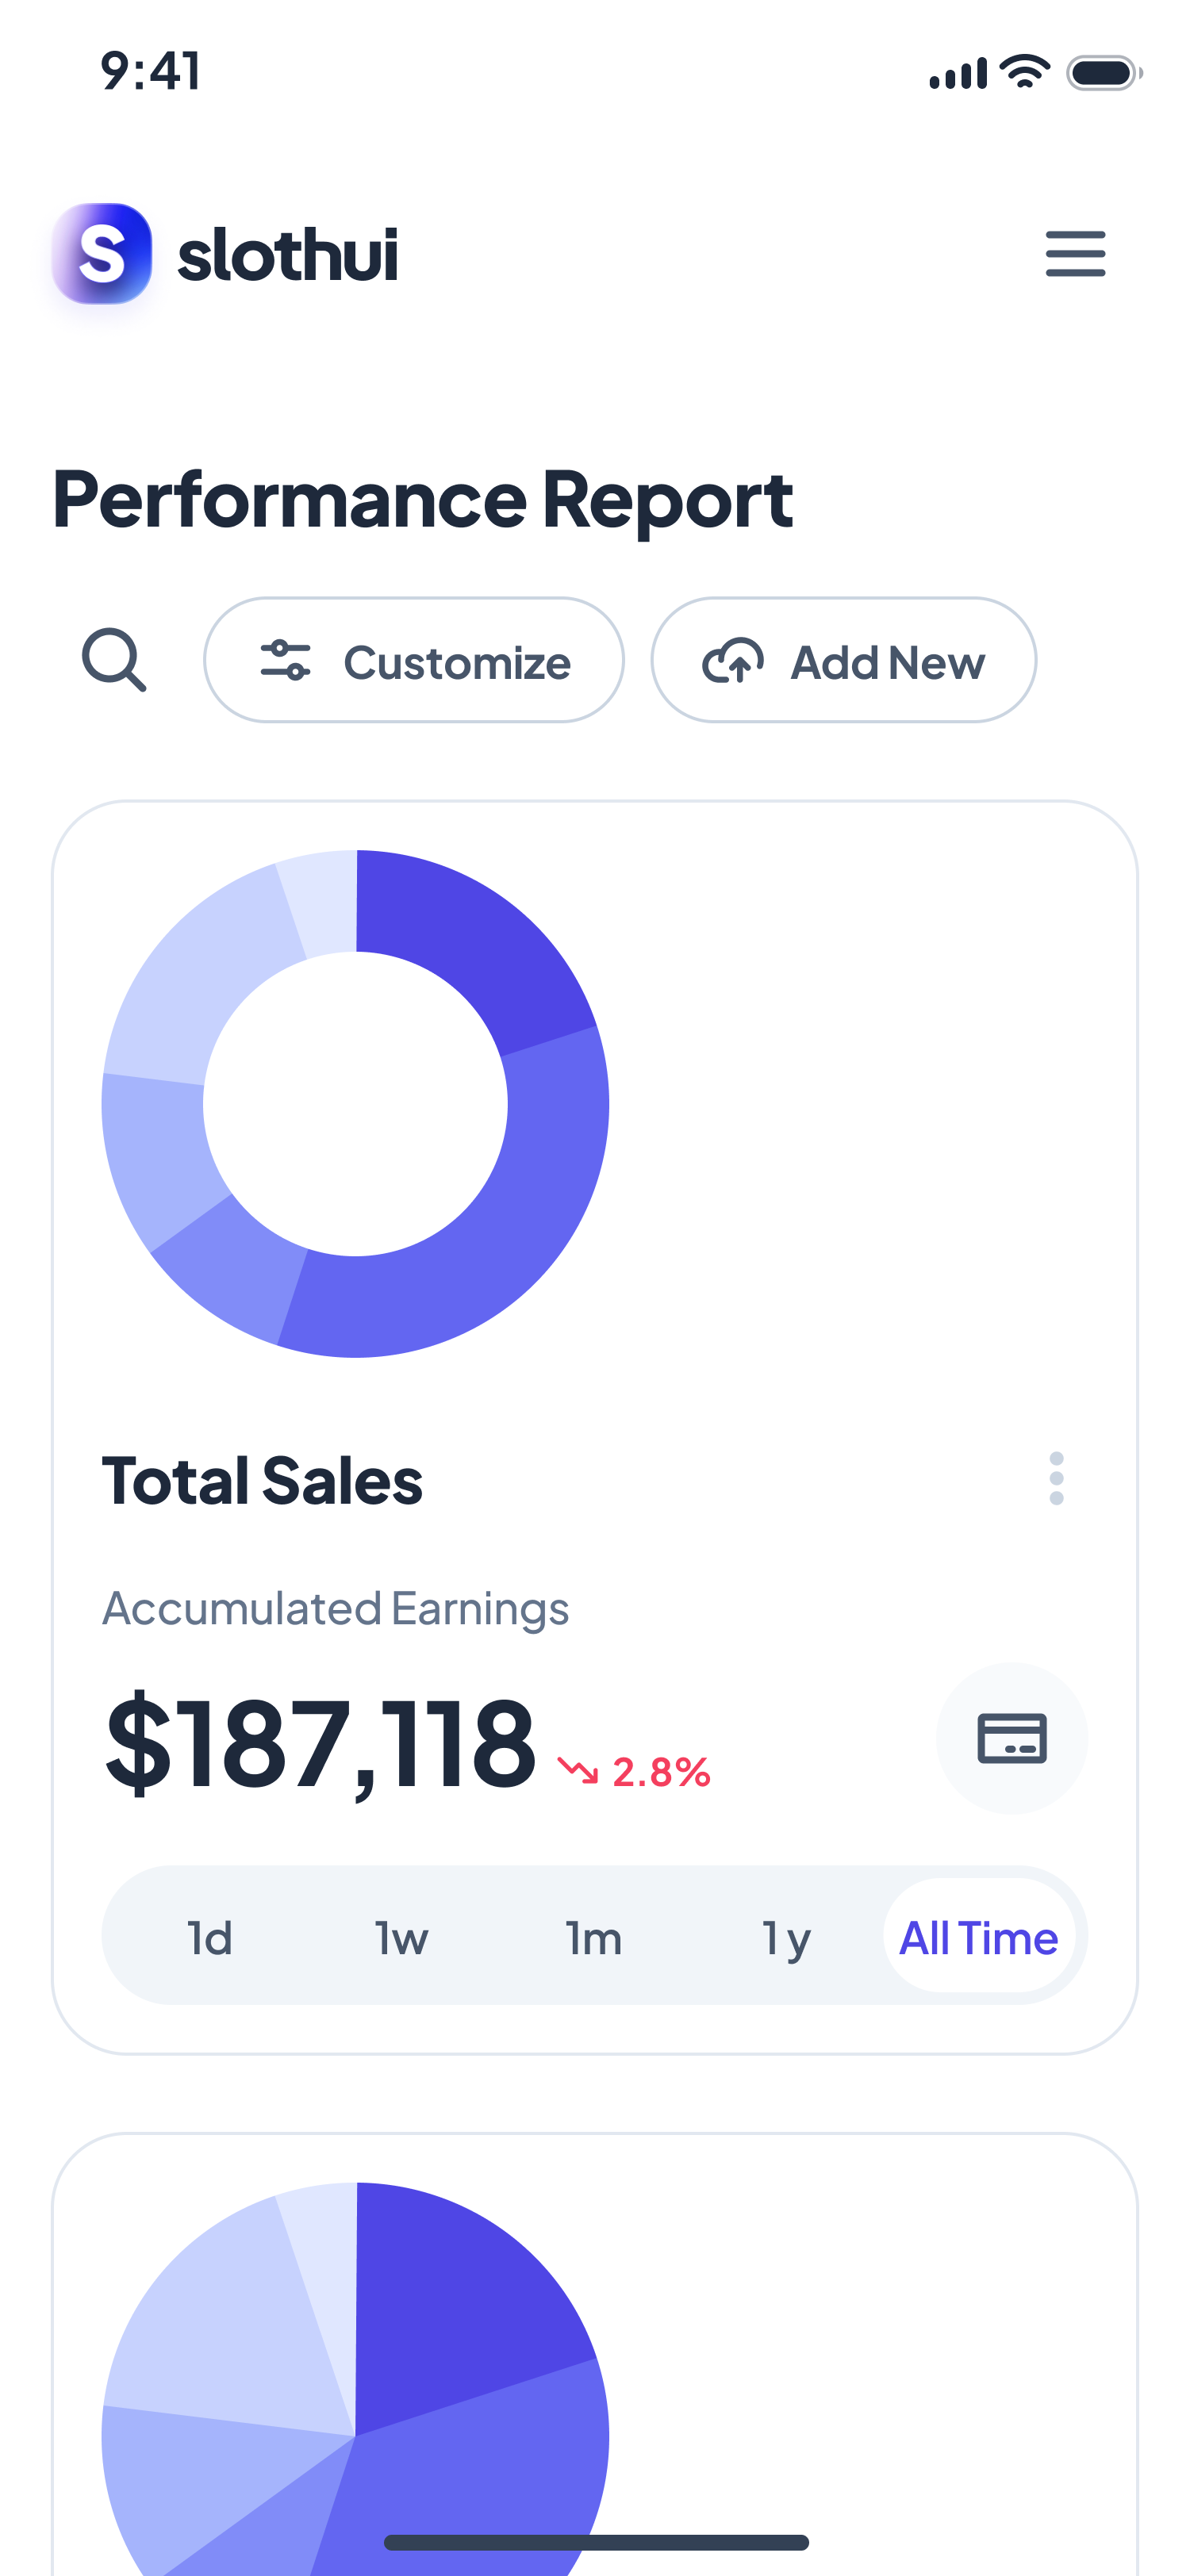 9:41
S slothui
Performance Report
Customize Add New
Total Sales
Accumulated Earnings
$187,118 2.8%
1d 1w 1m 1 y All Time